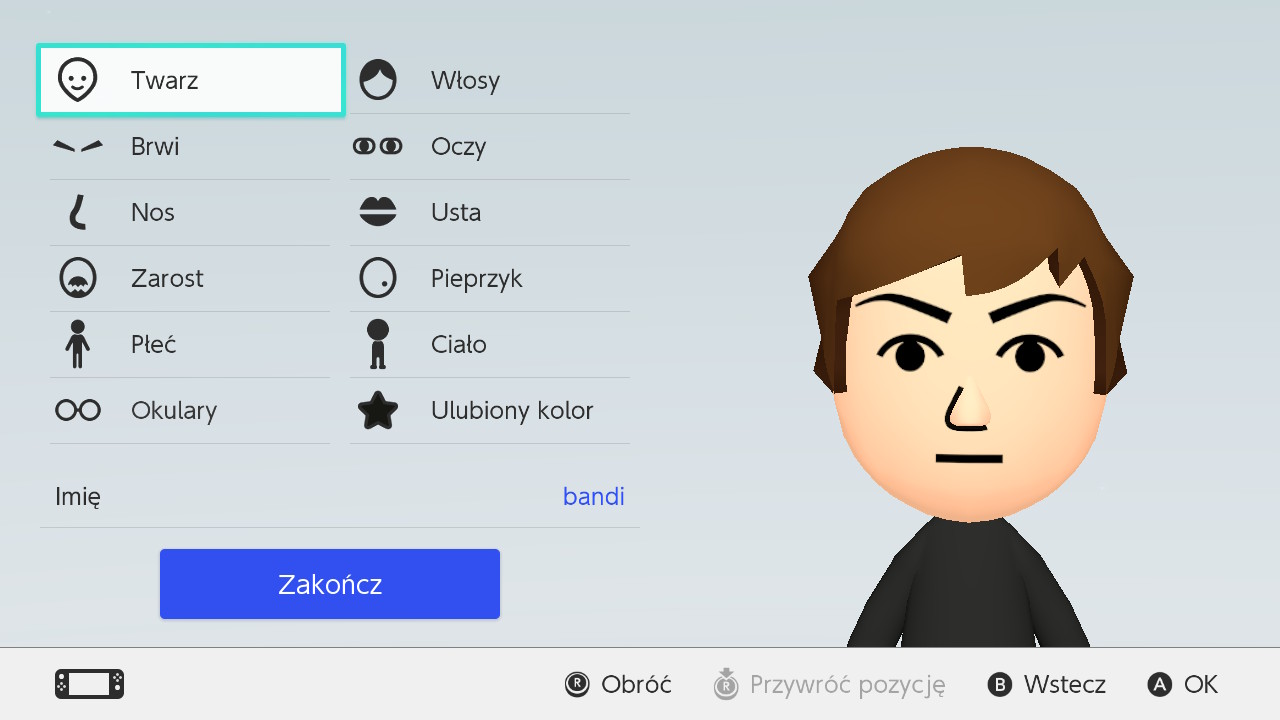 Twarz
Włosy
Brwi
Oczy
Nos
Usta
Zarost
Pieprzyk
Płeć
Ciało
Okulary
Ulubiony kolor
Imię
bandi
Zakończ
R Obróć
R Przywróć pozycję
B Wstecz
A OK